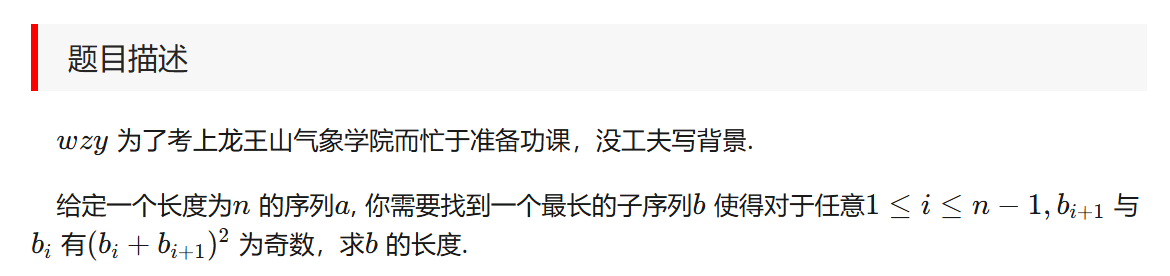 题目描述
wzy 为了考上龙王山气象学院而忙于准备功课，没工夫写背景.
给定一个长度为n 的序列a, 你需要找到一个最长的子序列b 使得对于任意1 ≤ i ≤ n − 1, b_{i+1} 与
b_i 有(b_i + b_{i+1})^2 为奇数，求b 的长度.